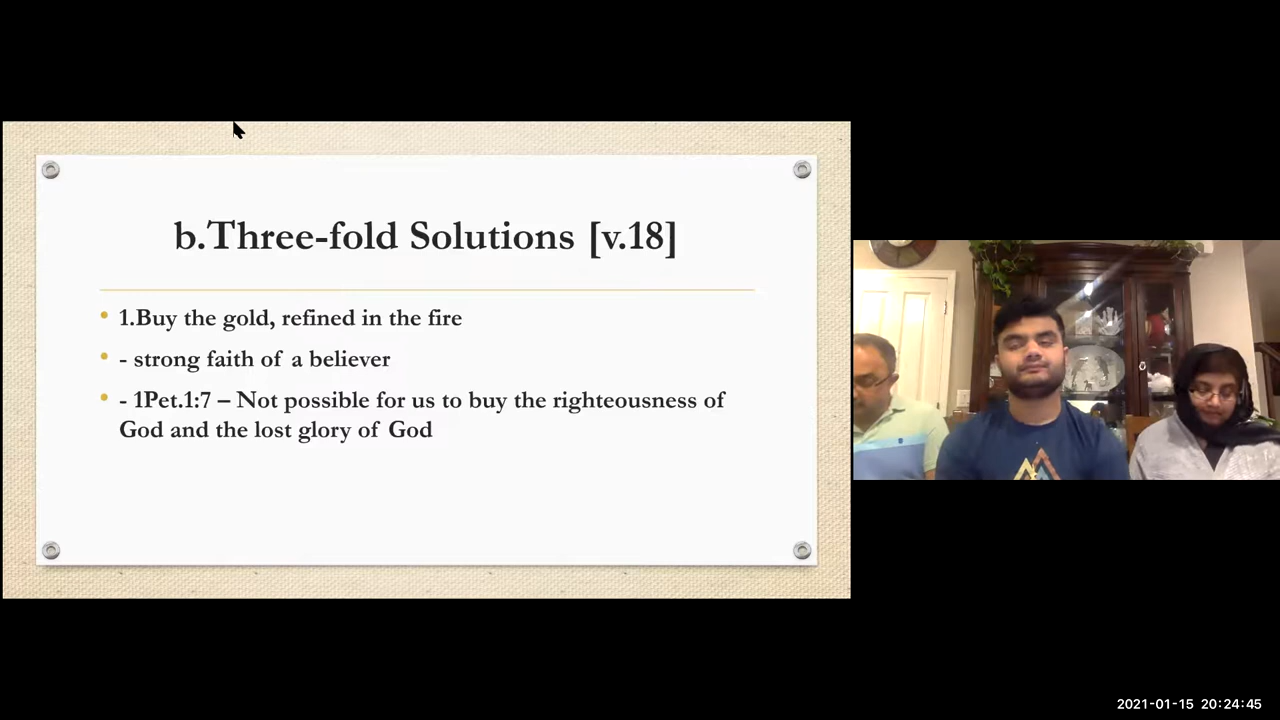 b.Three-fold Solutions [v.18]
1.Buy the gold, refined in the fire
- strong faith of a believer
- 1Pet.1:7 – Not possible for us to buy the righteousness of
God and the lost glory of God
2021-01-15 20:24:45